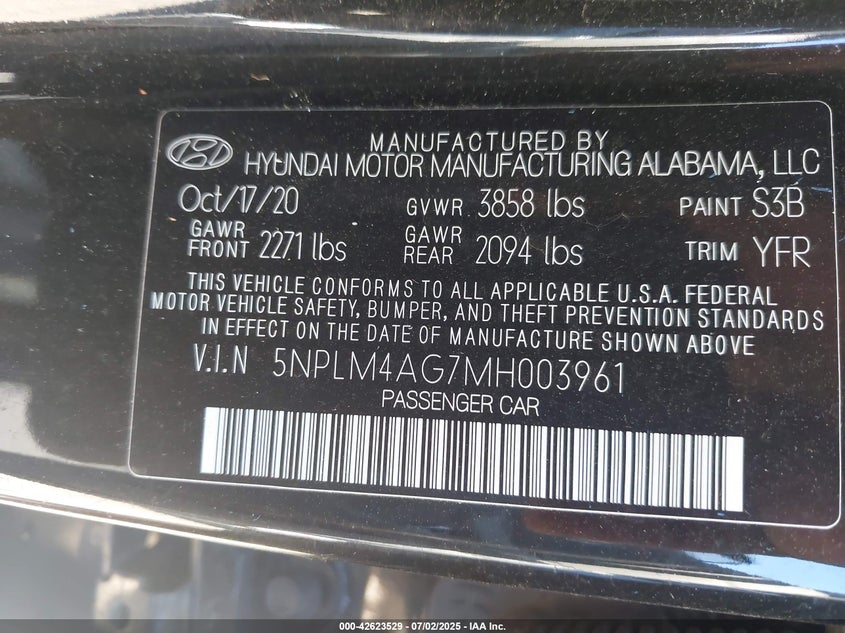 MANUFACTURED BY
HYUNDAI MOTOR MANUFACTURING ALABAMA, LLC
Oct/17/20 GVWR 3858 lbs PAINT S3B
GAWR FRONT 2271 lbs GAWR REAR 2094 lbs TRIM YFR
THIS VEHICLE CONFORMS TO ALL APPLICABLE U.S.A. FEDERAL
MOTOR VEHICLE SAFETY, BUMPER, AND THEFT PREVENTION STANDARDS
IN EFFECT ON THE DATE OF MANUFACTURE SHOWN ABOVE
V.I.N 5NPLM4AG7MH003961
PASSENGER CAR
000-42623529 - 07/02/2025 - IAA Inc.